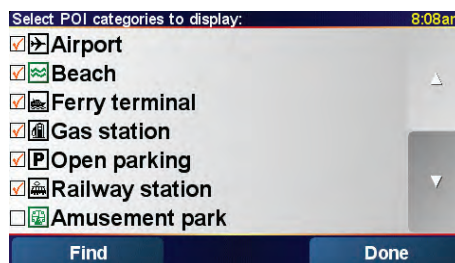 Select POI categories to display: 8:08am
Airport
Beach
Ferry terminal
Gas station
P Open parking
Railway station
Amusement park
Find Done